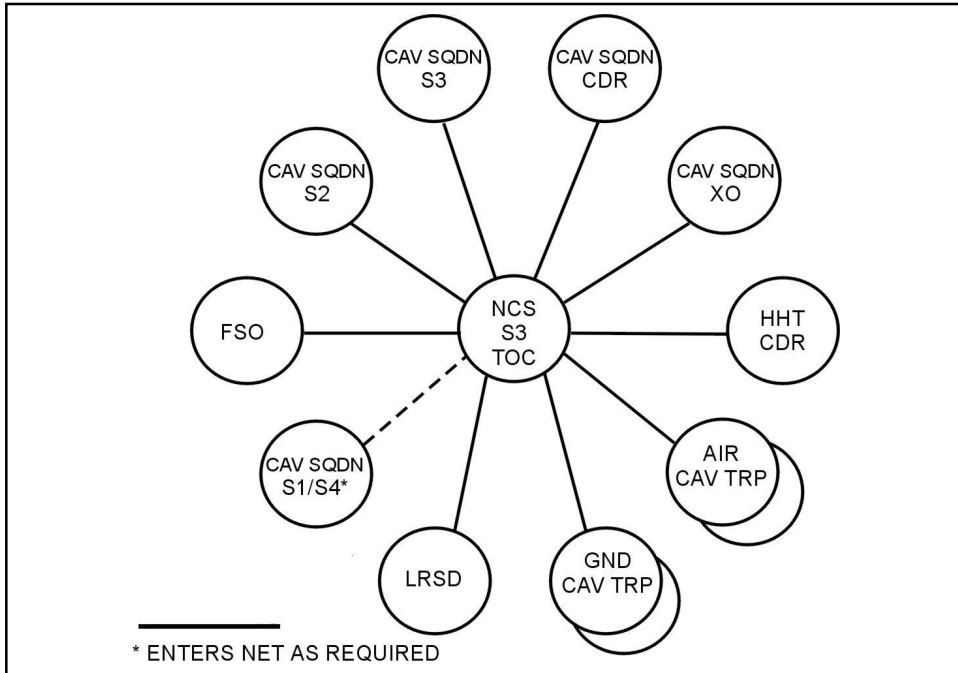 CAV SQDN
S3
CAV SQDN
CDR
CAV SQDN
S2
CAV SQDN
XO
NCS
S3
TOC
FSO
HHT
CDR
CAV SQDN
S1/S4*
AIR
CAV TRP
LRSD
GND
CAV TRP
* ENTERS NET AS REQUIRED